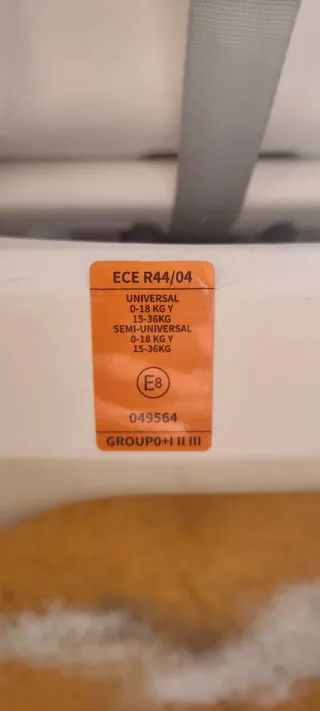 ECE R44/04
UNIVERSAL
0-18 KG Y
15-36KG
SEMI-UNIVERSAL
0-18 KG Y
15-36KG
E8
049564
GROUP0+I II III